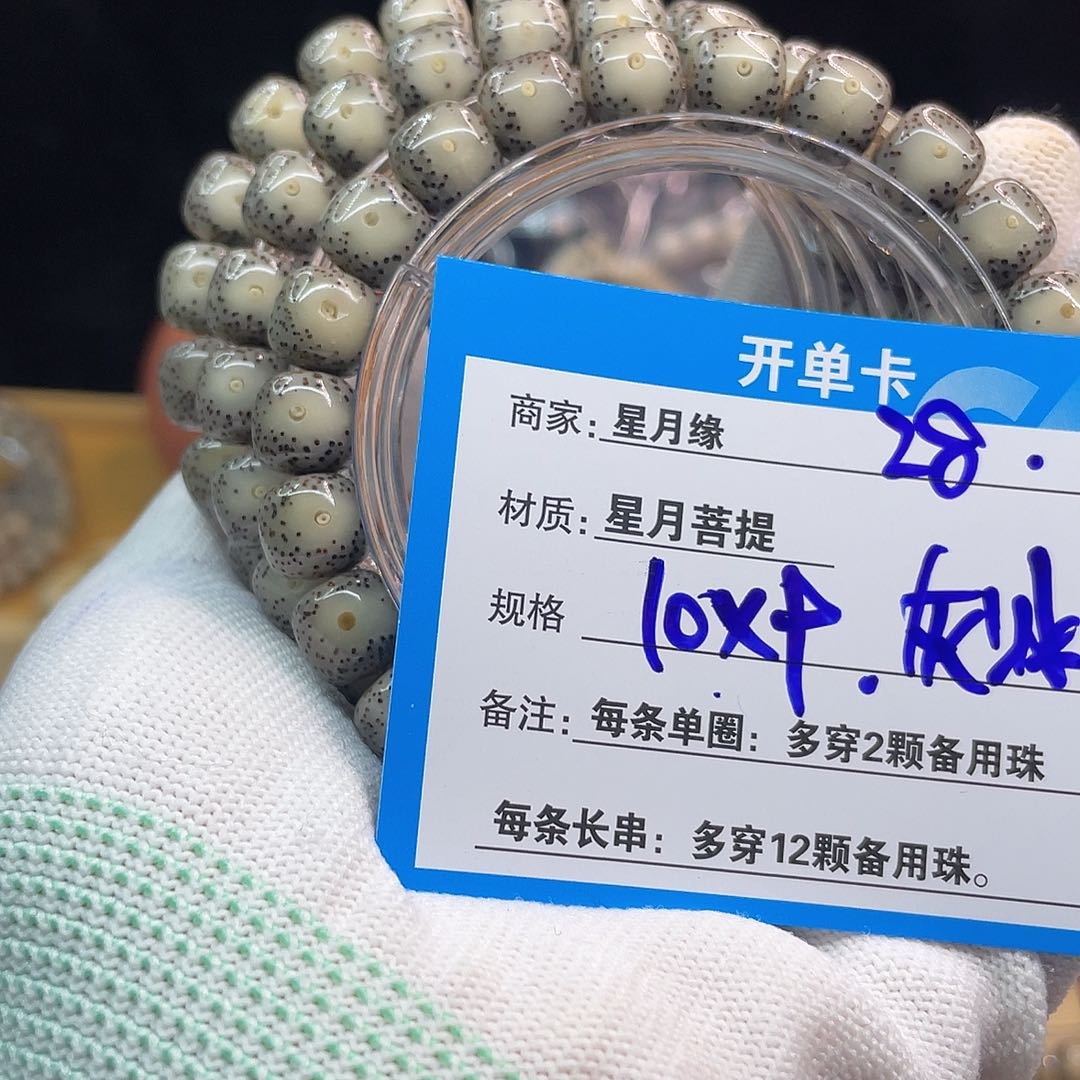 开单卡
商家：星月缘 28.
材质：星月菩提
规格 10x9.灰冰
备注：每条单圈：多穿2颗备用珠
每条长串：多穿12颗备用珠。